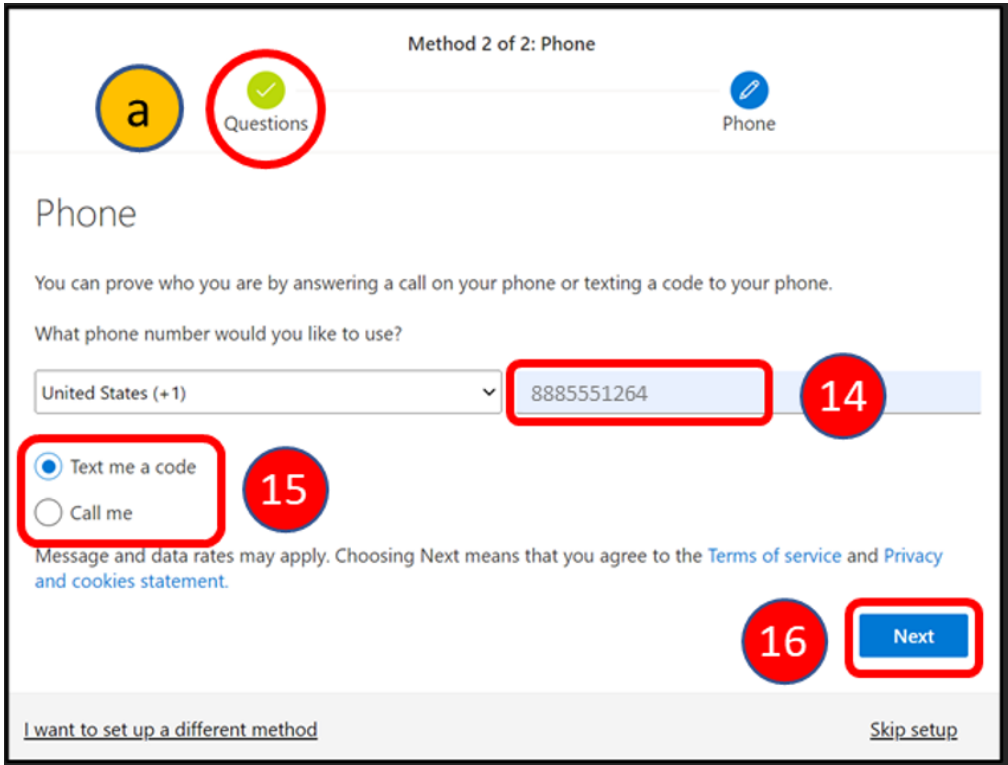 Method 2 of 2: Phone
a
Questions
Phone
Phone
You can prove who you are by answering a call on your phone or texting a code to your phone.
What phone number would you like to use?
United States (+1)
8885551264
14
Text me a code
15
Call me
Message and data rates may apply. Choosing Next means that you agree to the Terms of service and Privacy
and cookies statement.
16
Next
I want to set up a different method
Skip setup